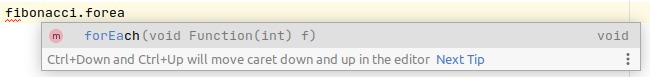 fibonacci.forea
m forEach(void Function(int) f) void
Ctrl+Down and Ctrl+Up will move caret down and up in the editor Next Tip